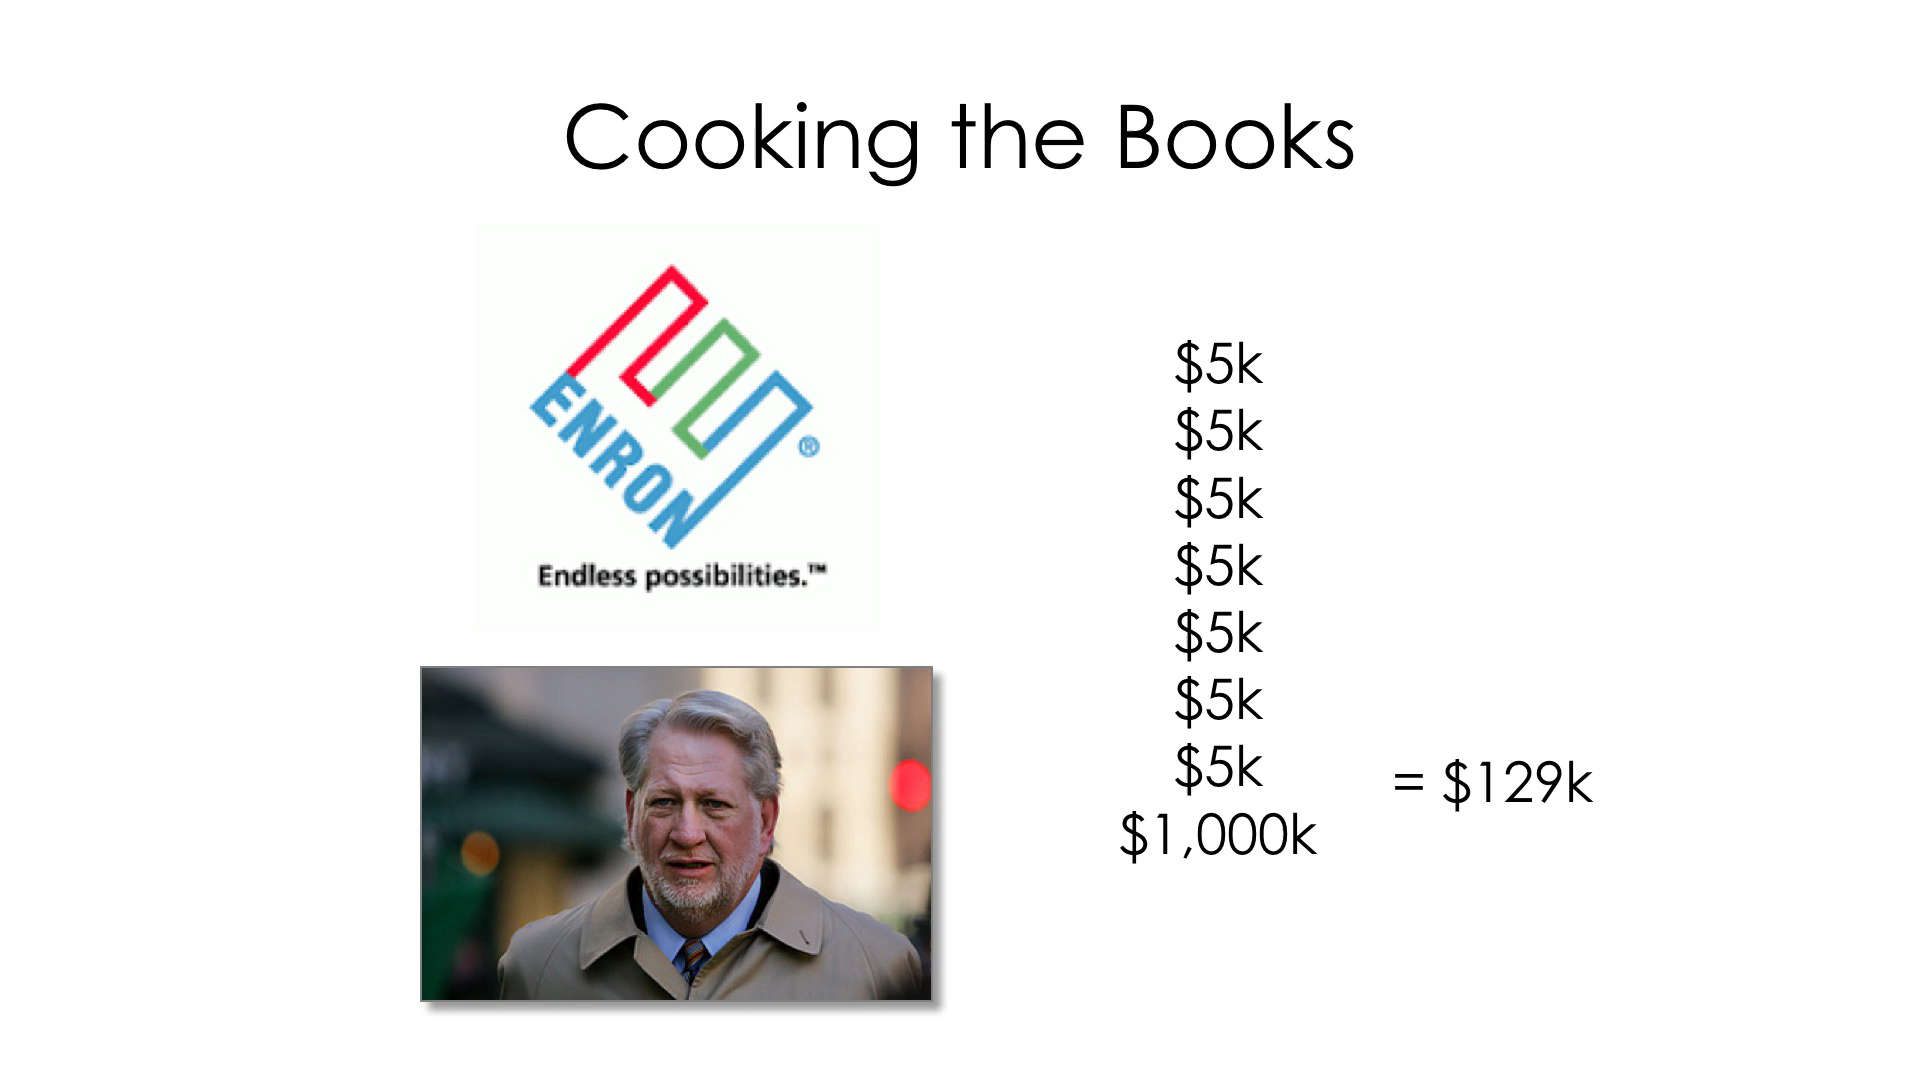 Cooking the Books
ENRON
®
Endless possibilities.™
$5k
$5k
$5k
$5k
$5k
$5k
$5k
$1,000k
= $129k